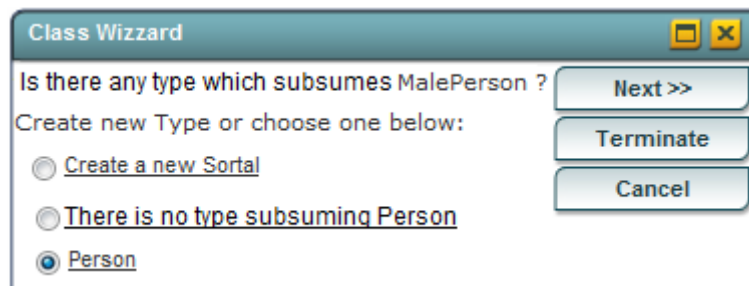 Class Wizzard
Is there any type which subsumes MalePerson ?
Next >>
Create new Type or choose one below:
Terminate
Create a new Sortal
Cancel
There is no type subsuming Person
Person